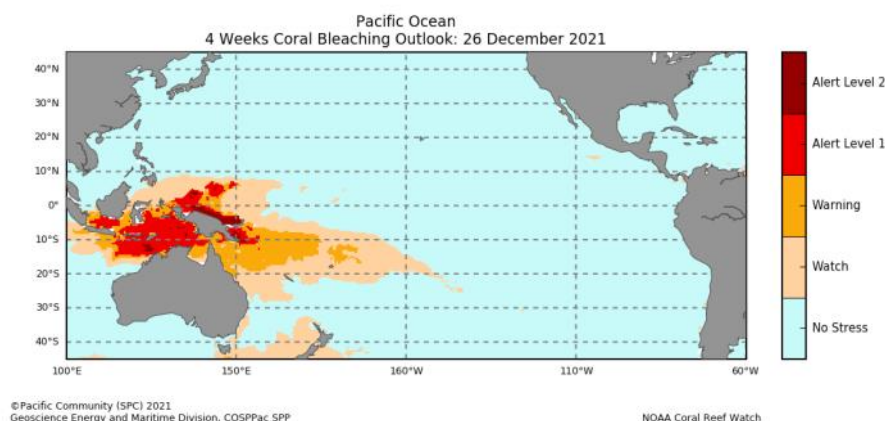 Pacific Ocean
4 Weeks Coral Bleaching Outlook: 26 December 2021
40°N
30°N
20°N
10°N
0°
10°S
20°S
30°S
40°S
100°E
150°E
160°W
110°W
60°W
Alert Level 2
Alert Level 1
Warning
Watch
No Stress
©Pacific Community (SPC) 2021
Geoscience Energy and Maritime Division, COSPPac SPP
NOAA Coral Reef Watch